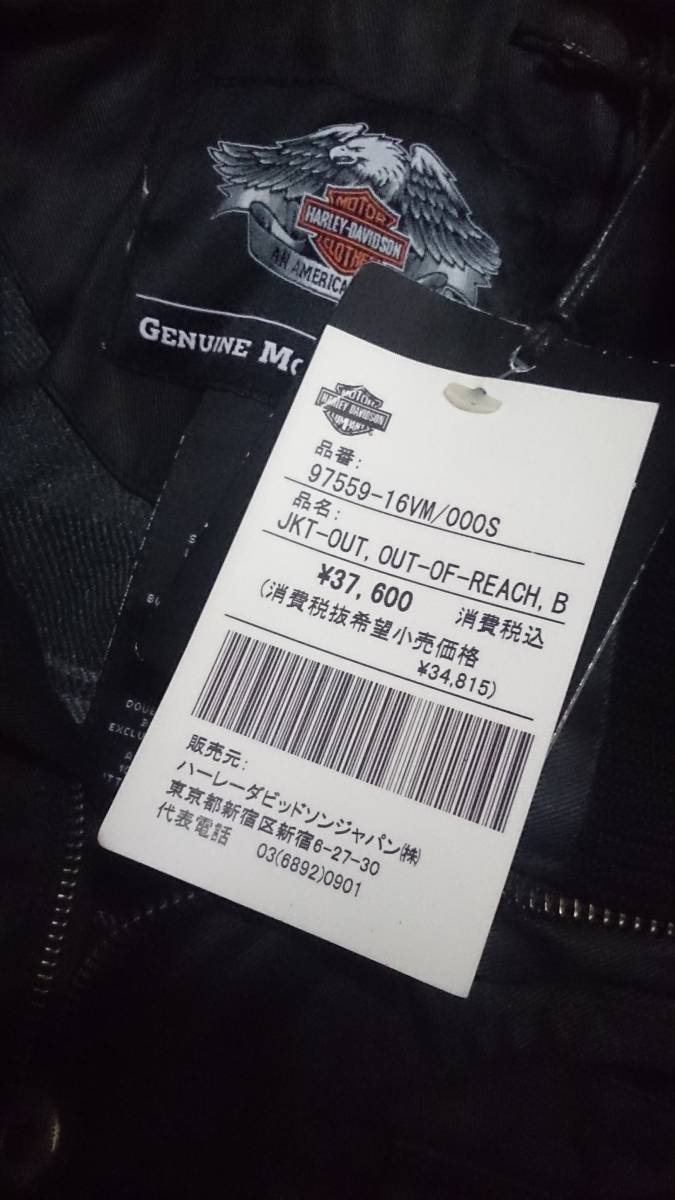 MOTOR
HARLEY-DAVIDSON
CLOTHES
AN AMERICA
GENUINE MO
MOTOR
HARLEY-DAVIDSON
COMPANY
品番:
97559-16VM/000S
品名:
JKT-OUT, OUT-OF-REACH, B
¥37,600 消費税込
(消費税抜希望小売価格
¥34,815)
販売元:
ハーレーダビッドソンジャパン㈱
東京都新宿区新宿6-27-30
代表電話 03(6892)0901